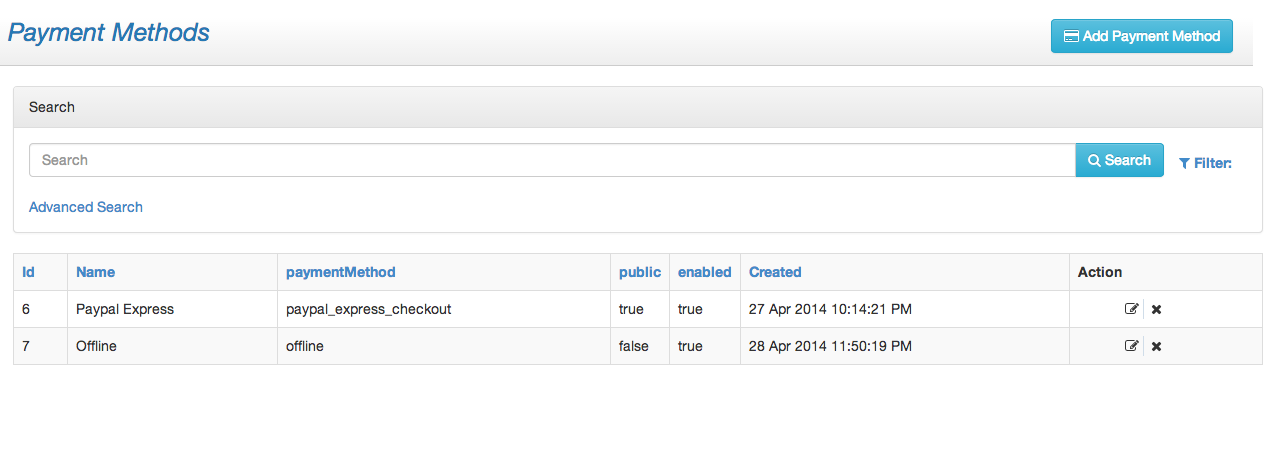 Payment Methods
Add Payment Method
Search
Search
Search
Filter:
Advanced Search
Id Name paymentMethod public enabled Created Action
6 Paypal Express paypal_express_checkout true true 27 Apr 2014 10:14:21 PM
7 Offline offline false true 28 Apr 2014 11:50:19 PM